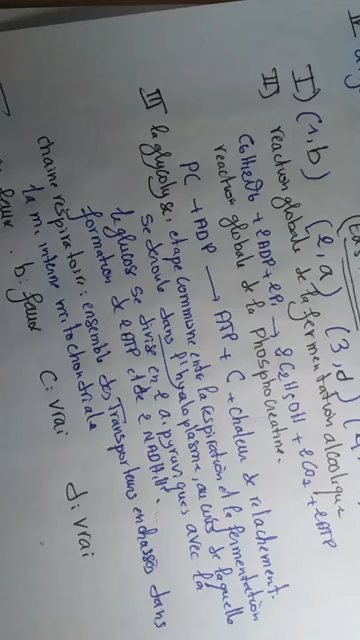 I) (1,b) (2,a) (3,d) (4,
II) réaction globale de la fermentation alcoolique
C6H12O6 + 2ADP + 2Pi → 2C2H5OH + 2CO2 + 2ATP
réaction globale de la phosphocréatine.
PC + ADP → ATP + C + chaleur de relachement.
III la glycolyse: étape commune entre la respiration et la fermentation
se déroule dans l'hyaloplasme, au cours de laquelle
le glucose se divise en 2 a. pyruviques avec la
formation de 2ATP et de 2 NADH,H+.
chaine respiratoire: ensemble des transporteurs enchassés dans
la m. interne mitochondriale
faux . b: faux c: vrai d: vrai